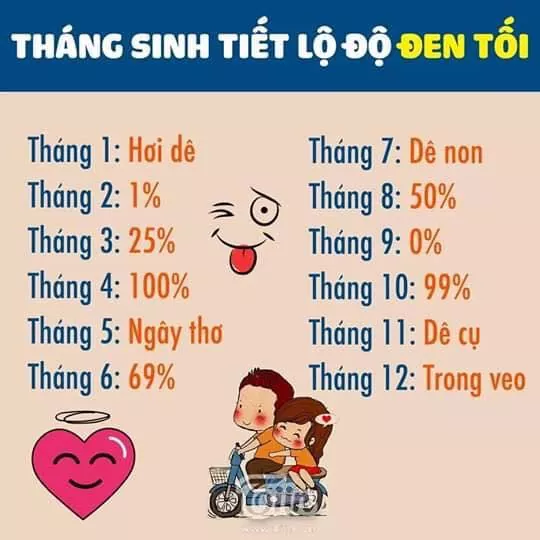 THÁNG SINH TIẾT LỘ ĐỘ ĐEN TỐI
Tháng 1: Hơi dê
Tháng 2: 1%
Tháng 3: 25%
Tháng 4: 100%
Tháng 5: Ngây thơ
Tháng 6: 69%
Tháng 7: Dê non
Tháng 8: 50%
Tháng 9: 0%
Tháng 10: 99%
Tháng 11: Dê cụ
Tháng 12: Trong veo